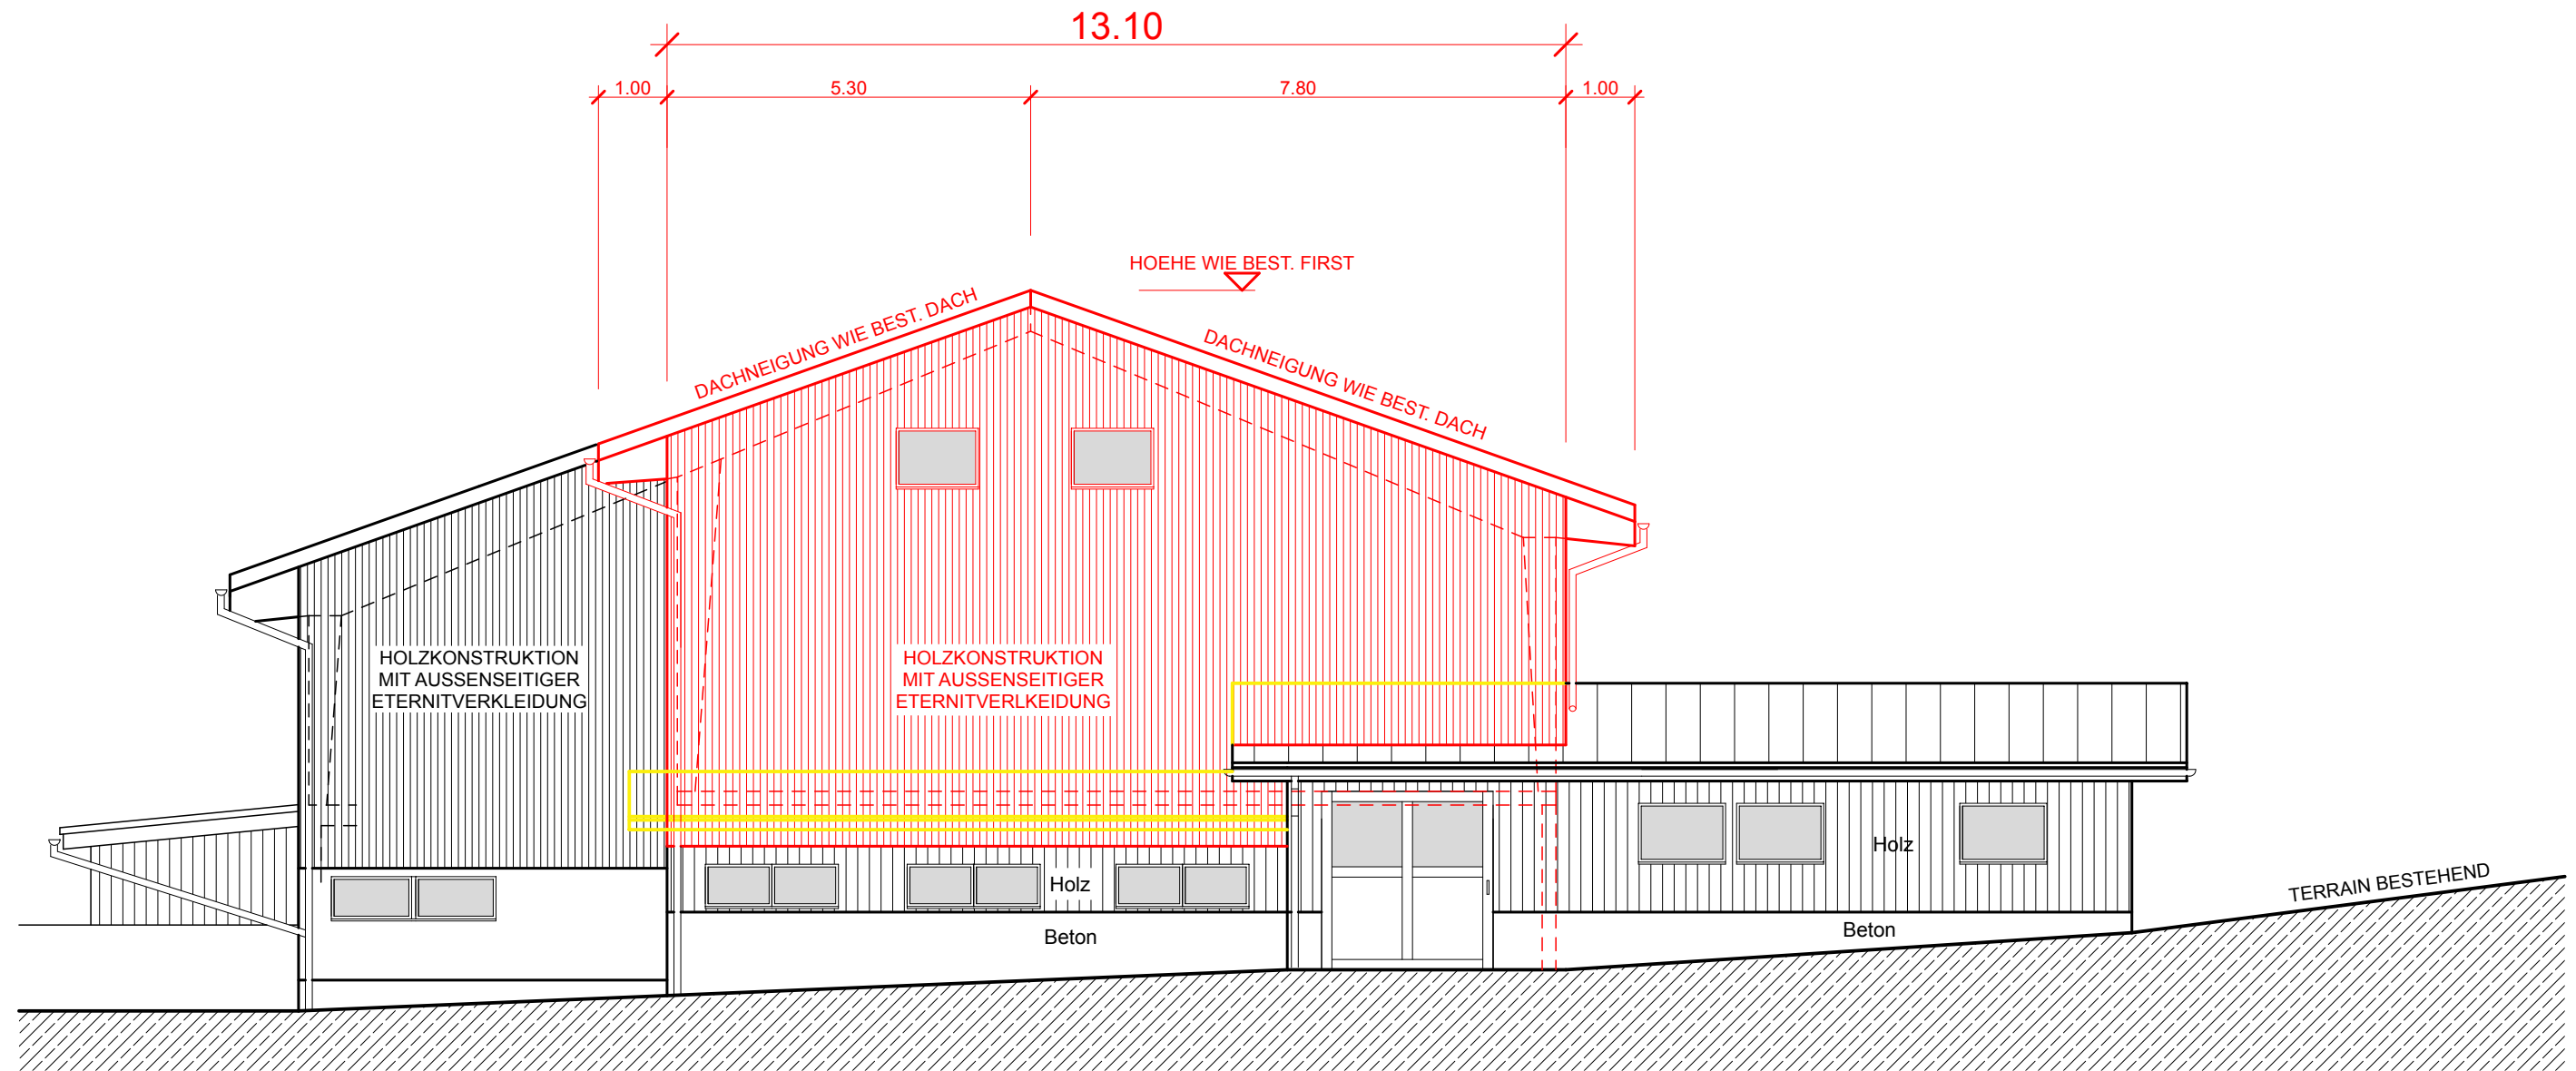 13.10
1.00
5.30
7.80
1.00
HOEHE WIE BEST. FIRST
DACHNEIGUNG WIE BEST. DACH
DACHNEIGUNG WIE BEST. DACH
HOLZKONSTRUKTION
MIT AUSSENSEITIGER
ETERNITVERKLEIDUNG
HOLZKONSTRUKTION
MIT AUSSENSEITIGER
ETERNITVERLKEIDUNG
Holz
Holz
TERRAIN BESTEHEND
Beton
Beton